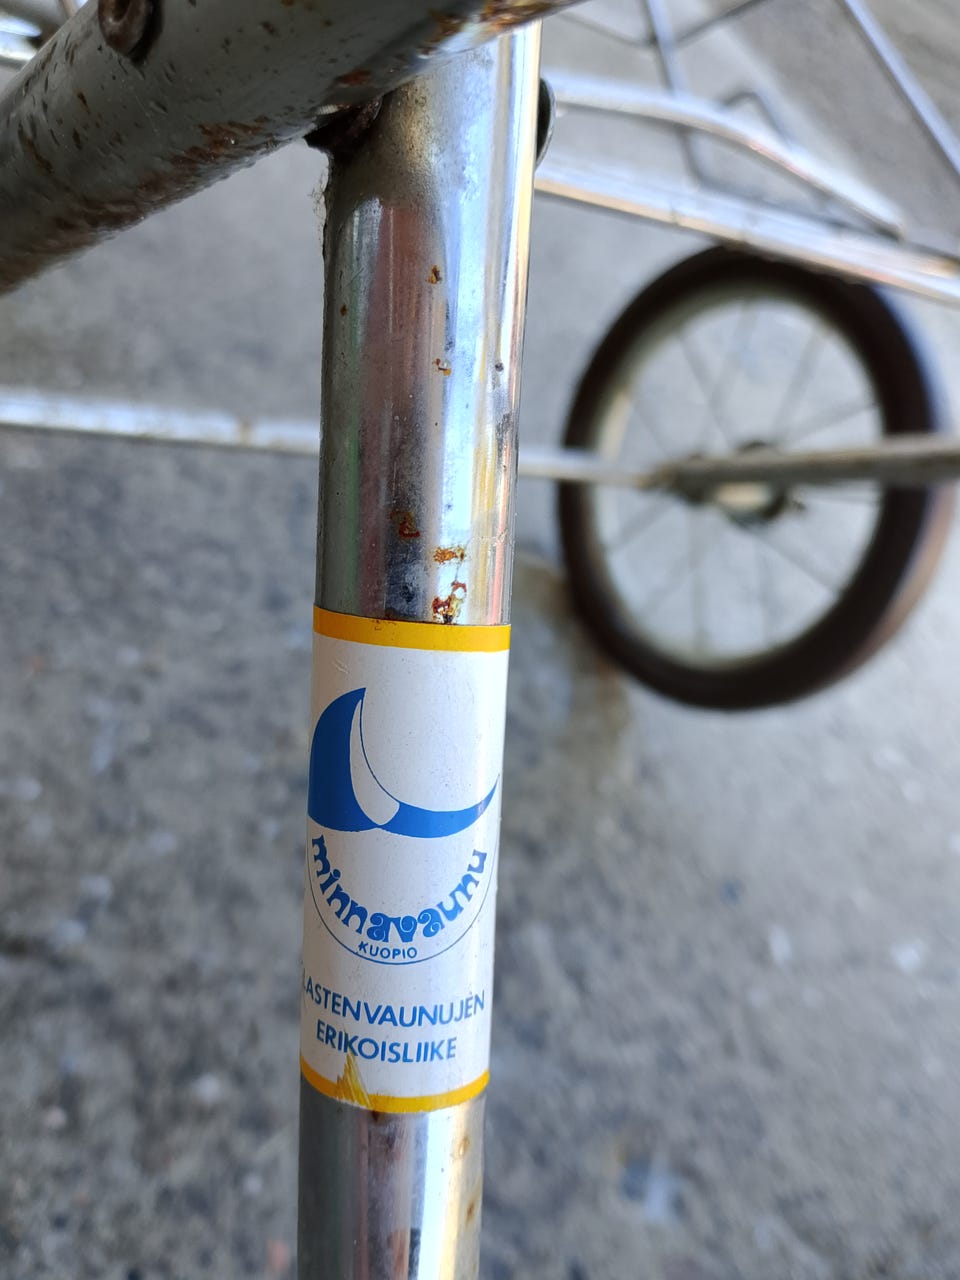 minnavaunu
KUOPIO
LASTENVAUNUJEN
ERIKOISLIIKE